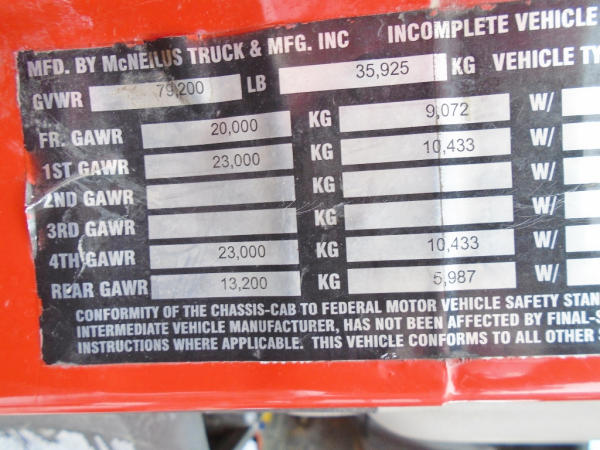 MFD. BY McNEILUS TRUCK & MFG. INC INCOMPLETE VEHICLE
GVWR 79,200 LB 35,925 KG VEHICLE TY
FR. GAWR 20,000 KG 9,072 W/
1ST GAWR 23,000 KG 10,433 W/
2ND GAWR KG W/
3RD GAWR KG W/
4TH GAWR 23,000 KG 10,433 W/
REAR GAWR 13,200 KG 5,987 W/
CONFORMITY OF THE CHASSIS-CAB TO FEDERAL MOTOR VEHICLE SAFETY STAN
INTERMEDIATE VEHICLE MANUFACTURER, HAS NOT BEEN AFFECTED BY FINAL-S
INSTRUCTIONS WHERE APPLICABLE. THIS VEHICLE CONFORMS TO ALL OTHER S